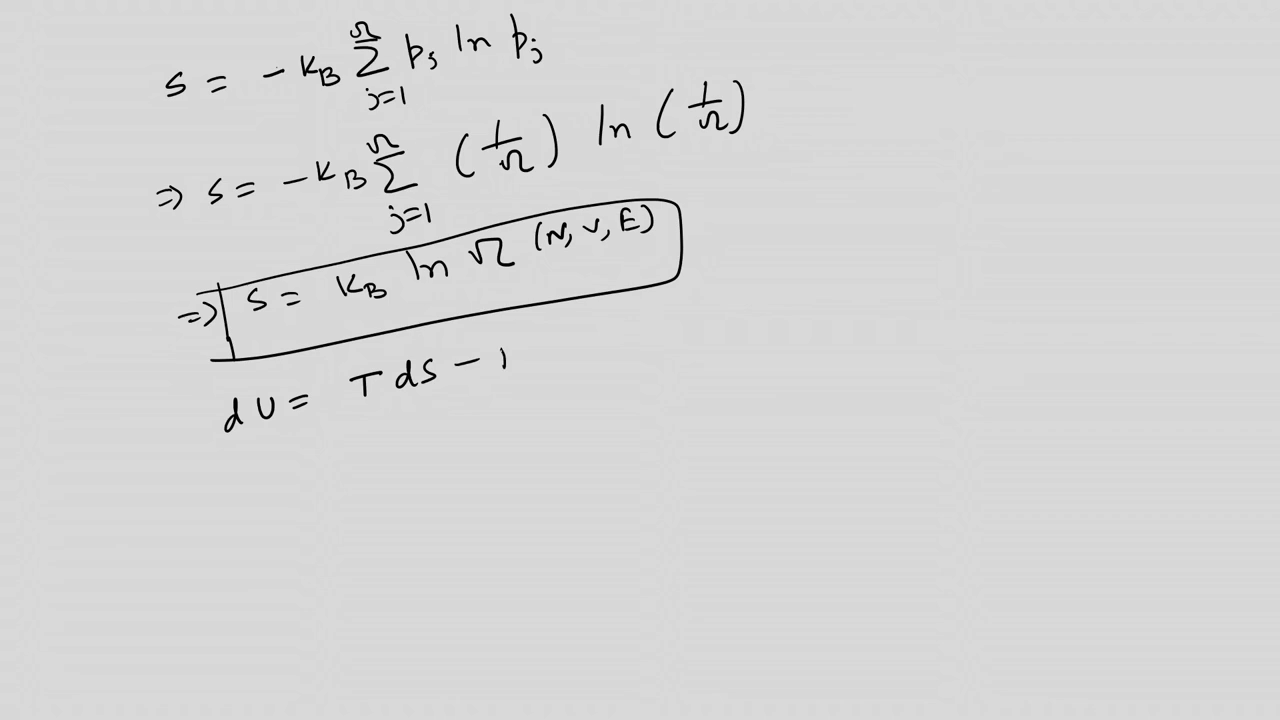 S = - K_B Σ_{j=1}^{Ω} p_j ln p_j
⇒ S = - K_B Σ_{j=1}^{Ω} (1/Ω) ln (1/Ω)
⇒ S = K_B ln Ω (N, V, E)
dU = T dS -